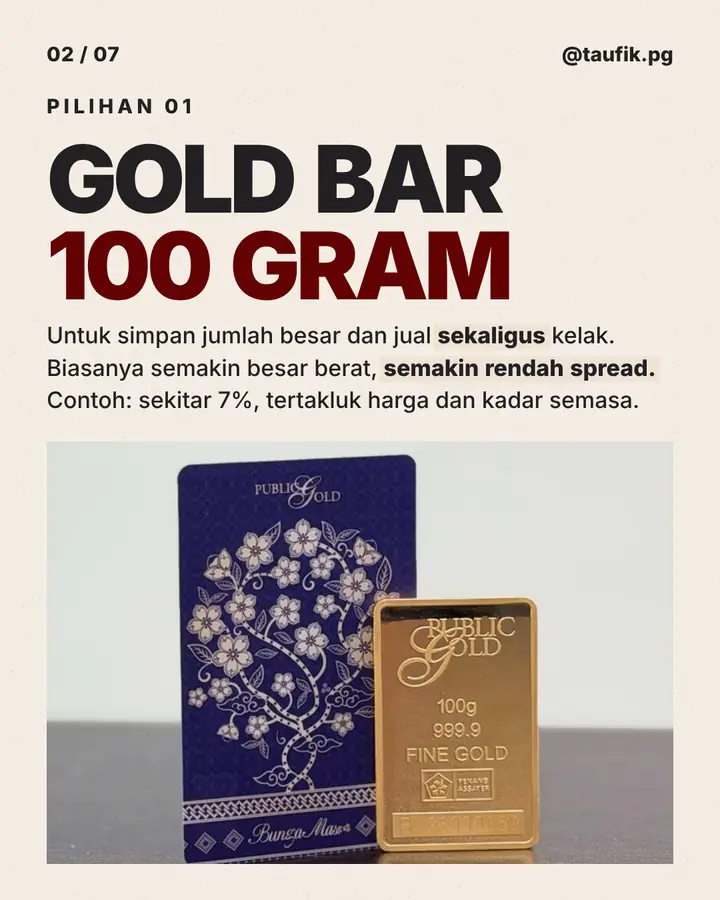 02 / 07
@taufik.pg
PILIHAN 01
GOLD BAR
100 GRAM
Untuk simpan jumlah besar dan jual sekaligus kelak.
Biasanya semakin besar berat, semakin rendah spread.
Contoh: sekitar 7%, tertakluk harga dan kadar semasa.
PUBLIC GOLD
Bunga Mas
PUBLIC
GOLD
100g
999.9
FINE GOLD
PENANG
ASSAYER